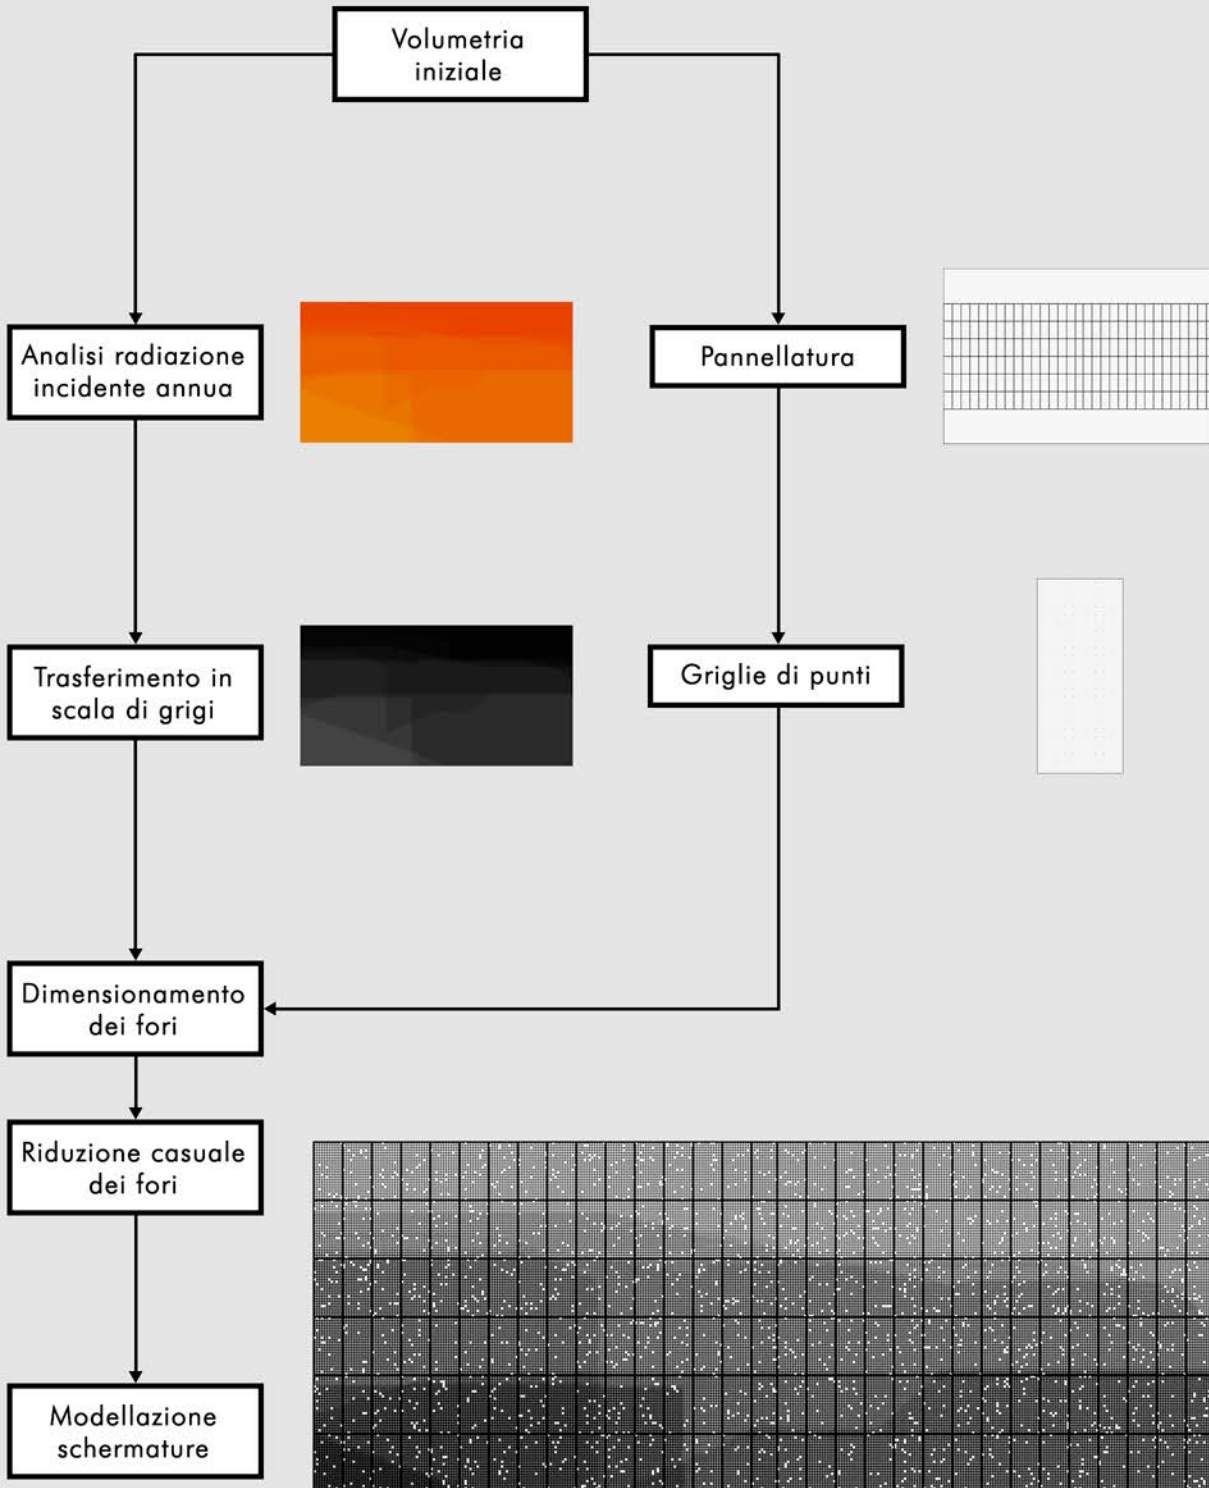 Volumetria
iniziale
Analisi radiazione
incidente annua
Pannellatura
Trasferimento in
scala di grigi
Griglie di punti
Dimensionamento
dei fori
Riduzione casuale
dei fori
Modellazione
schermature